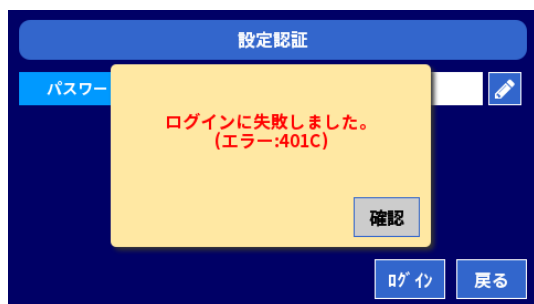 設定認証
パスワー
ログインに失敗しました。
(エラー:401C)
確認
ﾛｸﾞｲﾝ
戻る